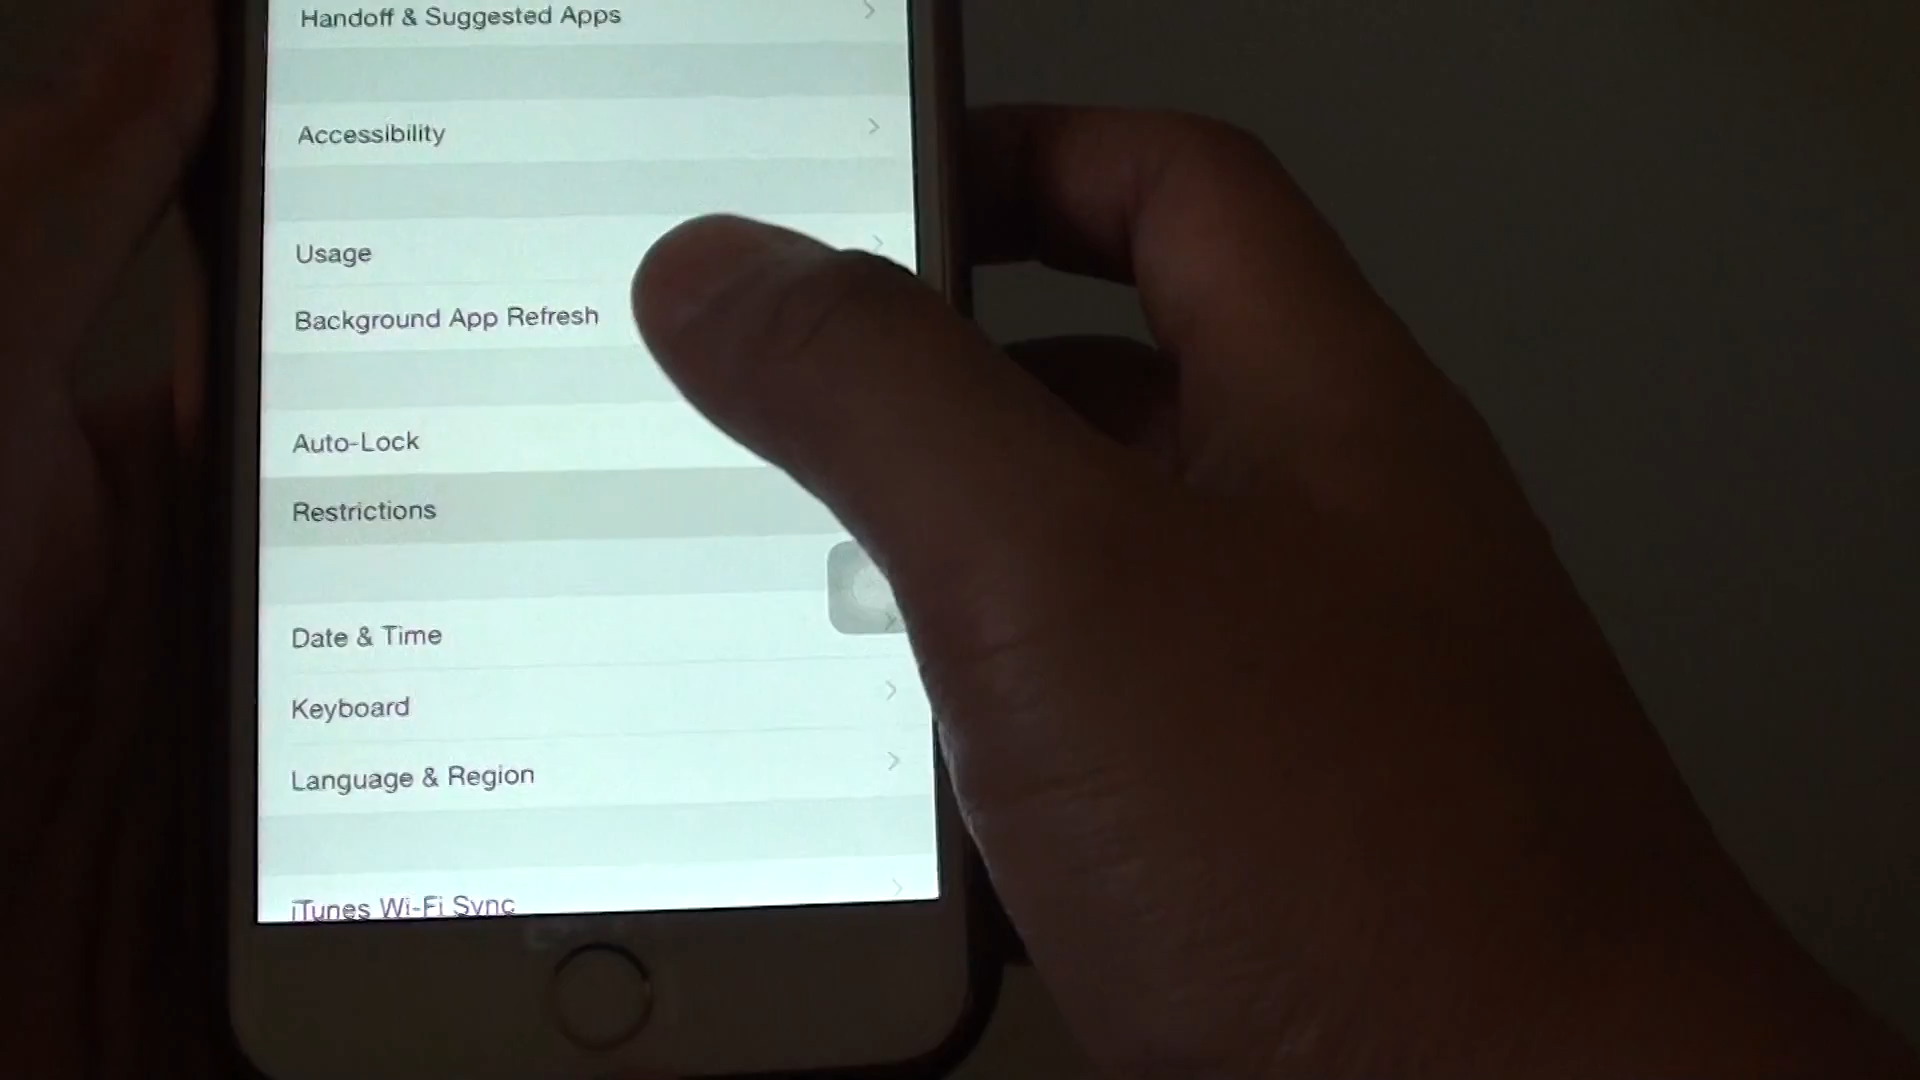 Handoff & Suggested Apps
Accessibility
Usage
Background App Refresh
Auto-Lock
Restrictions
Date & Time
Keyboard
Language & Region
iTunes Wi-Fi Sync